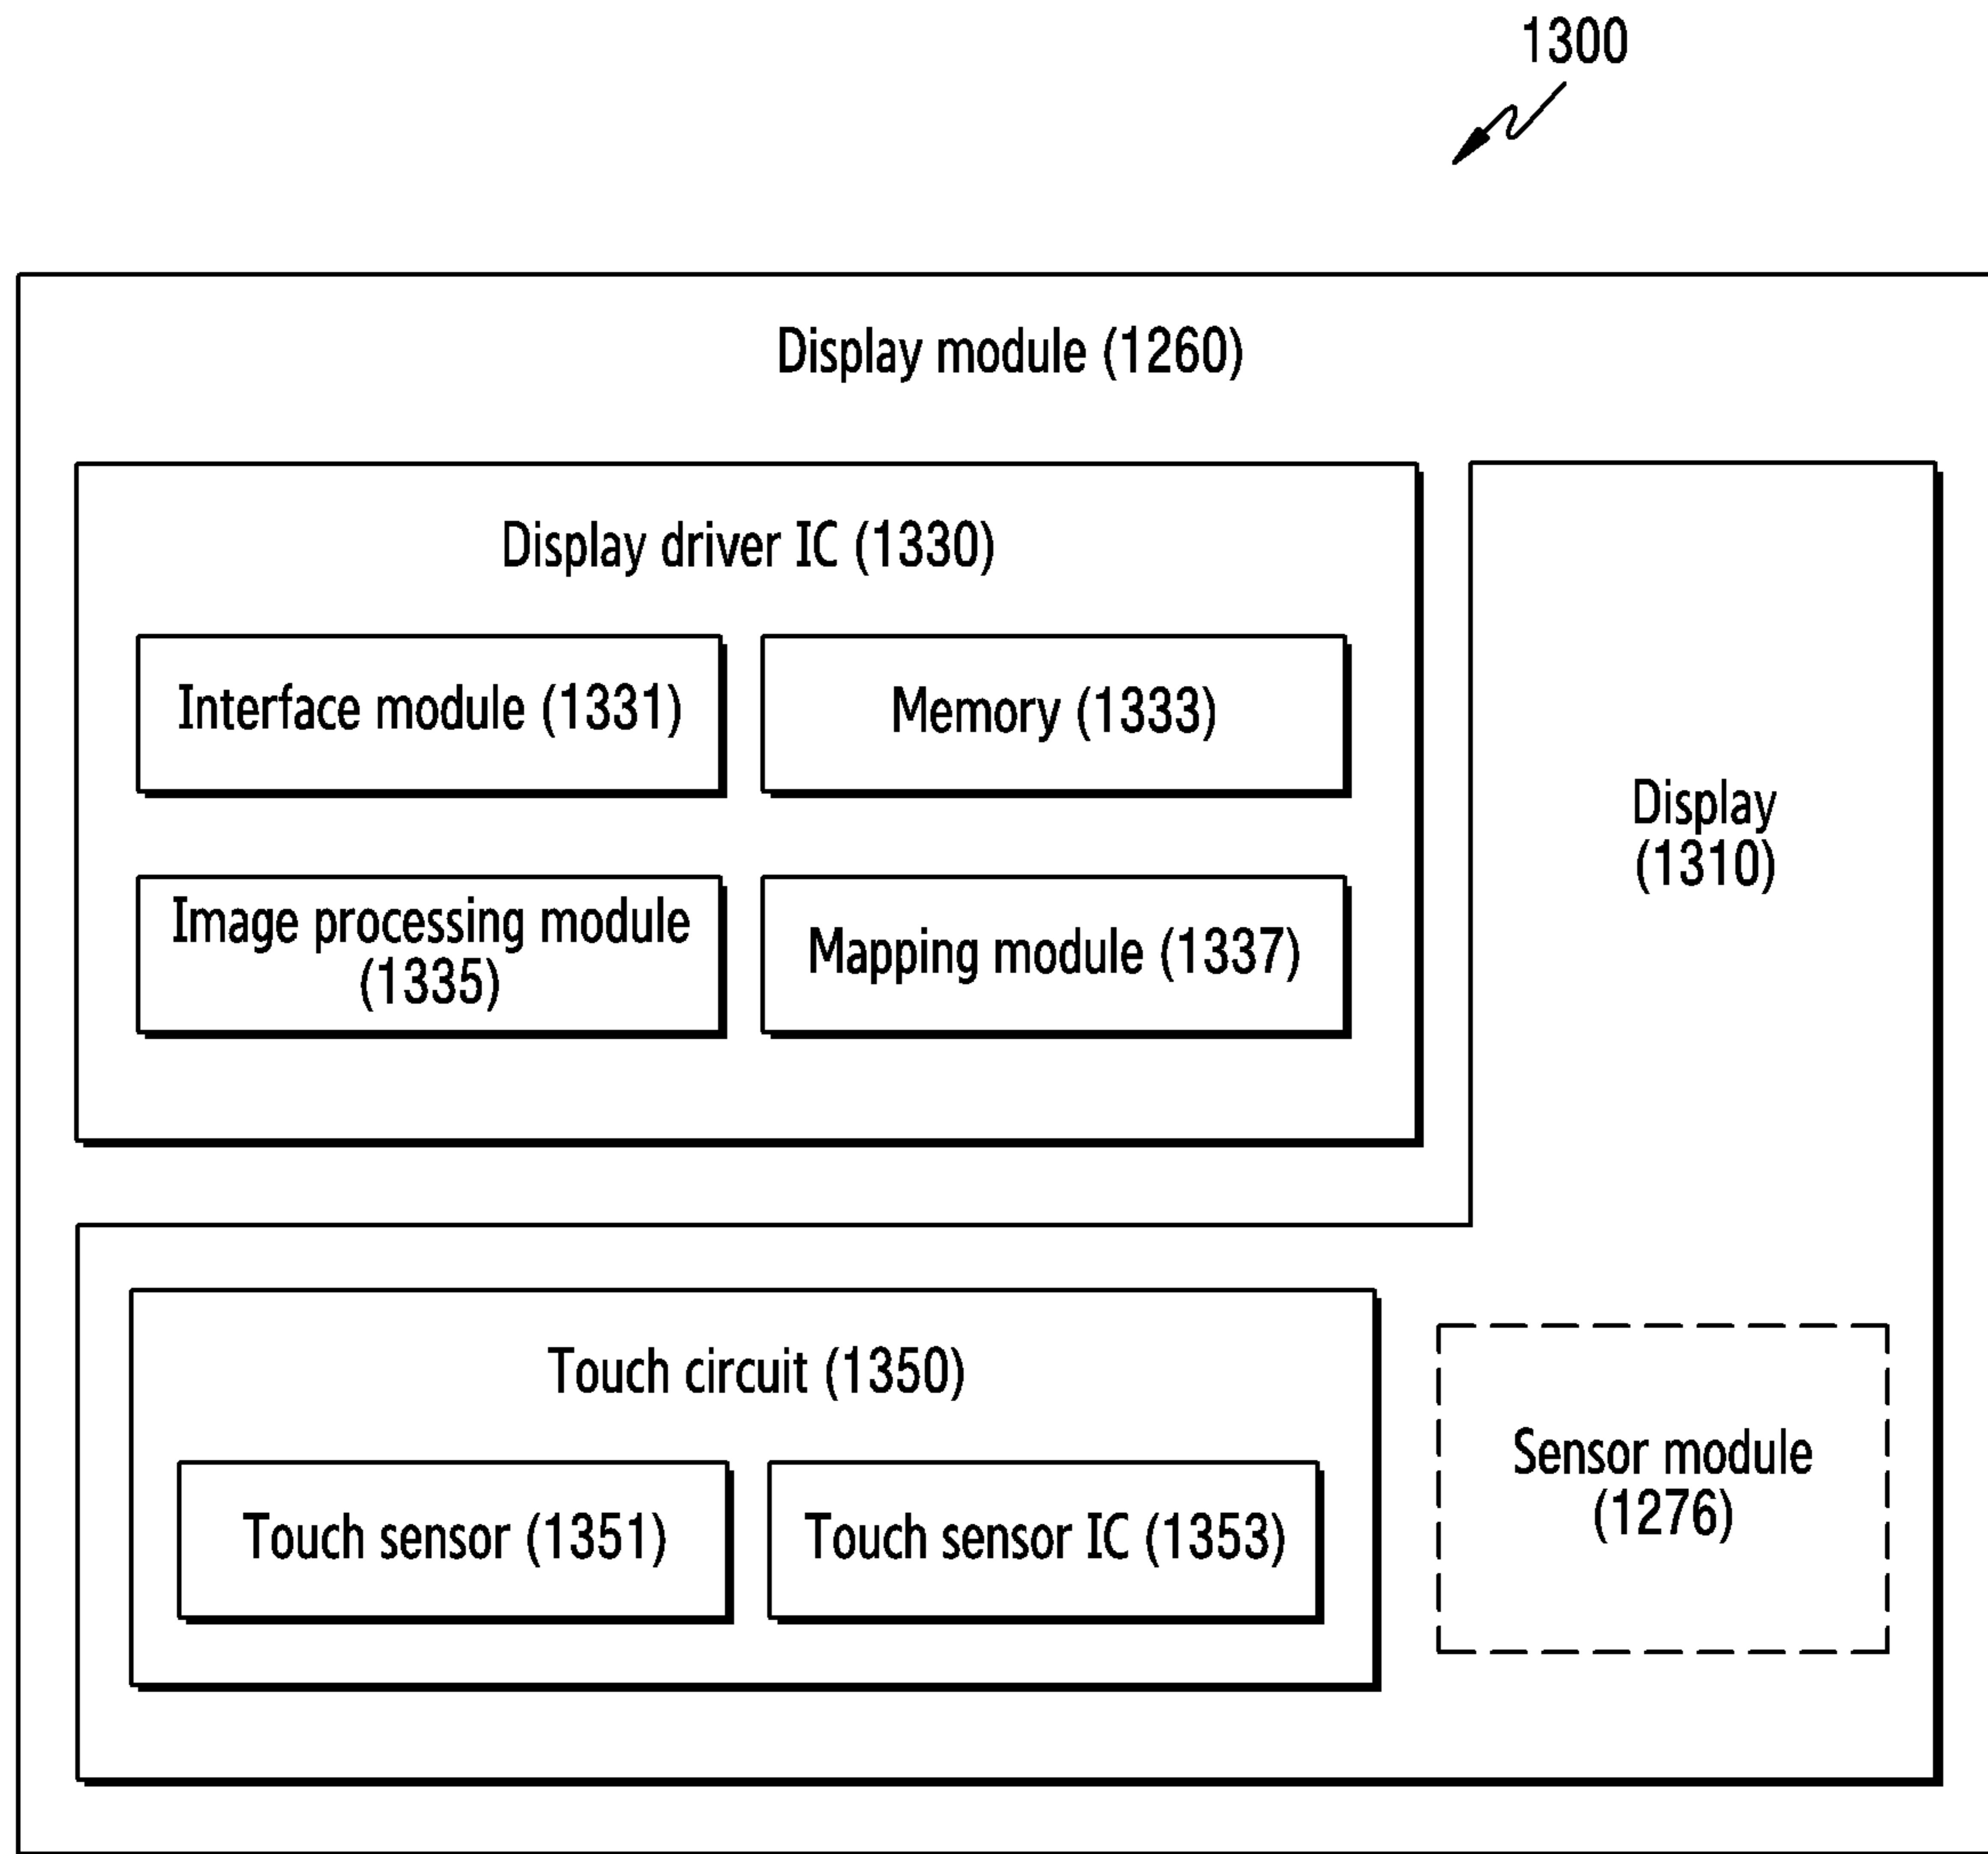 1300
Display module (1260)
Display driver IC (1330)
Interface module (1331)
Memory (1333)
Image processing module
(1335)
Mapping module (1337)
Display
(1310)
Touch circuit (1350)
Touch sensor (1351)
Touch sensor IC (1353)
Sensor module
(1276)